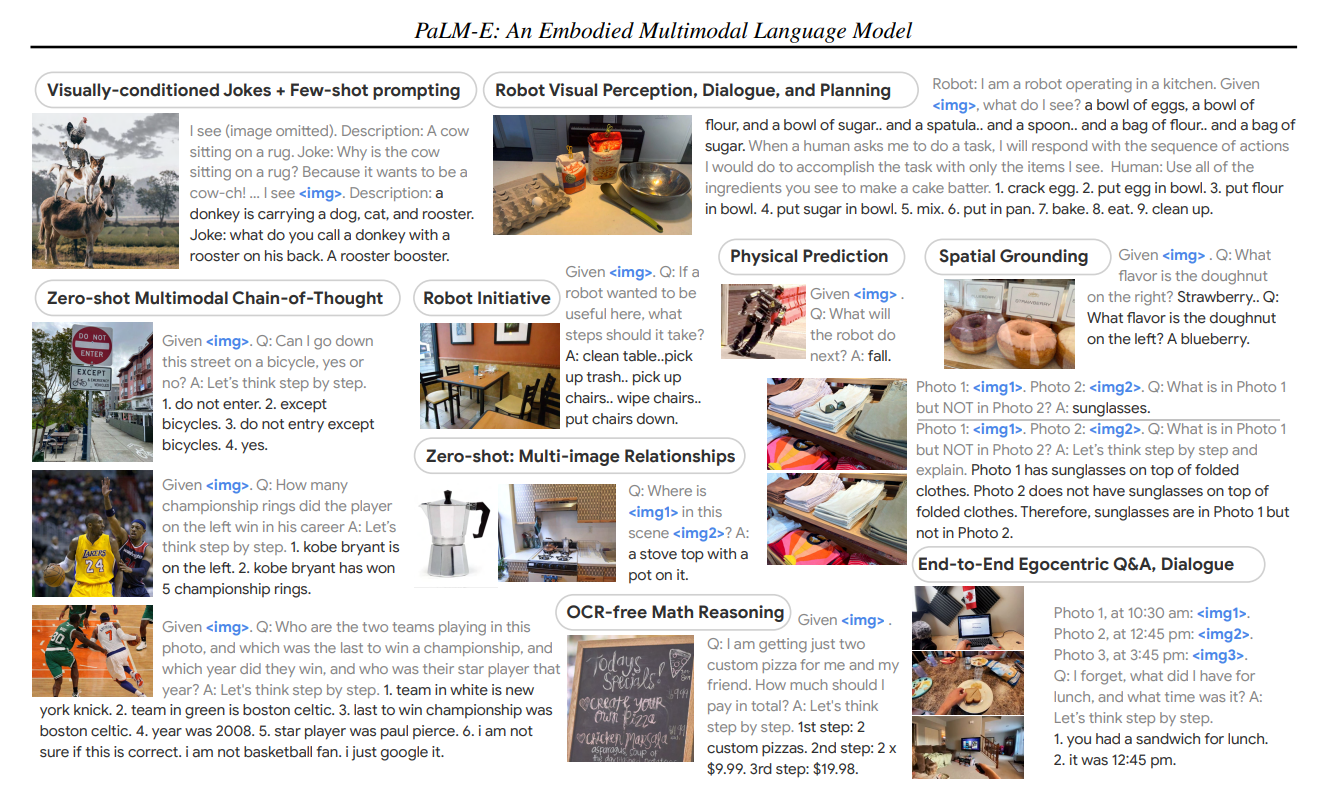 PaLM-E: An Embodied Multimodal Language Model
Visually-conditioned Jokes + Few-shot prompting
I see (image omitted). Description: A cow
sitting on a rug. Joke: Why is the cow
sitting on a rug? Because it wants to be a
cow-ch! ... I see <img>. Description: a
donkey is carrying a dog, cat, and rooster.
Joke: what do you call a donkey with a
rooster on his back. A rooster booster.
Robot Visual Perception, Dialogue, and Planning
Robot: I am a robot operating in a kitchen. Given
<img>, what do I see? a bowl of eggs, a bowl of
flour, and a bowl of sugar.. and a spatula.. and a spoon.. and a bag of flour.. and a bag of
sugar. When a human asks me to do a task, I will respond with the sequence of actions
I would do to accomplish the task with only the items I see. Human: Use all of the
ingredients you see to make a cake batter. 1. crack egg. 2. put egg in bowl. 3. put flour
in bowl. 4. put sugar in bowl. 5. mix. 6. put in pan. 7. bake. 8. eat. 9. clean up.
Zero-shot Multimodal Chain-of-Thought
DO NOT
ENTER
EXCEPT
Given <img>. Q: Can I go down
this street on a bicycle, yes or
no? A: Let's think step by step.
1. do not enter. 2. except
bicycles. 3. do not entry except
bicycles. 4. yes.
LAKERS
24
Given <img>. Q: How many
championship rings did the player
on the left win in his career A: Let's
think step by step. 1. kobe bryant is
on the left. 2. kobe bryant has won
5 championship rings.
30
7
Given <img>. Q: Who are the two teams playing in this
photo, and which was the last to win a championship, and
which year did they win, and who was their star player that
year? A: Let's think step by step. 1. team in white is new
york knick. 2. team in green is boston celtic. 3. last to win championship was
boston celtic. 4. year was 2008. 5. star player was paul pierce. 6. i am not
sure if this is correct. i am not basketball fan. i just google it.
Robot Initiative
Given <img>. Q: If a
robot wanted to be
useful here, what
steps should it take?
A: clean table..pick
up trash.. pick up
chairs.. wipe chairs..
put chairs down.
Physical Prediction
Given <img> .
Q: What will
the robot do
next? A: fall.
Spatial Grounding
STRAWBERRY
Given <img> . Q: What
flavor is the doughnut
on the right? Strawberry.. Q:
What flavor is the doughnut
on the left? A blueberry.
Photo 1: <img1>. Photo 2: <img2>. Q: What is in Photo 1
but NOT in Photo 2? A: sunglasses.
Photo 1: <img1>. Photo 2: <img2>. Q: What is in Photo 1
but NOT in Photo 2? A: Let's think step by step and
explain. Photo 1 has sunglasses on top of folded
clothes. Photo 2 does not have sunglasses on top of
folded clothes. Therefore, sunglasses are in Photo 1 but
not in Photo 2.
Zero-shot: Multi-image Relationships
Q: Where is
<img1> in this
scene <img2>? A:
a stove top with a
pot on it.
OCR-free Math Reasoning
Todays
Specials!
$9.99
CREATE YOUR
OWN PIZZA
CHICKEN MARSALA
asparagus, soup of
Given <img> .
Q: I am getting just two
custom pizza for me and my
friend. How much should I
pay in total? A: Let's think
step by step. 1st step: 2
custom pizzas. 2nd step: 2 x
$9.99. 3rd step: $19.98.
End-to-End Egocentric Q&A, Dialogue
Photo 1, at 10:30 am: <img1>.
Photo 2, at 12:45 pm: <img2>.
Photo 3, at 3:45 pm: <img3>.
Q: I forget, what did I have for
lunch, and what time was it? A:
Let's think step by step.
1. you had a sandwich for lunch.
2. it was 12:45 pm.